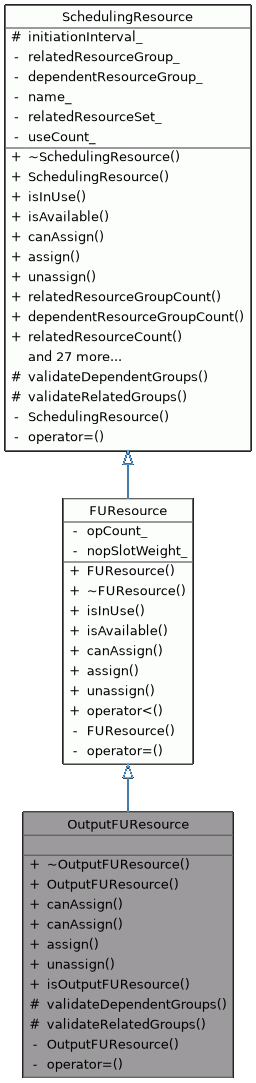 SchedulingResource
# initiationInterval_
- relatedResourceGroup_
- dependentResourceGroup_
- name_
- relatedResourceSet_
- useCount_
+ ~SchedulingResource()
+ SchedulingResource()
+ isInUse()
+ isAvailable()
+ canAssign()
+ assign()
+ unassign()
+ relatedResourceGroupCount()
+ dependentResourceGroupCount()
+ relatedResourceCount()
and 27 more...
# validateDependentGroups()
# validateRelatedGroups()
- SchedulingResource()
- operator=()
FUResource
- opCount_
- nopSlotWeight_
+ FUResource()
+ ~FUResource()
+ isInUse()
+ isAvailable()
+ canAssign()
+ assign()
+ unassign()
+ operator<()
- FUResource()
- operator=()
OutputFUResource
+ ~OutputFUResource()
+ OutputFUResource()
+ canAssign()
+ canAssign()
+ assign()
+ unassign()
+ isOutputFUResource()
# validateDependentGroups()
# validateRelatedGroups()
- OutputFUResource()
- operator=()